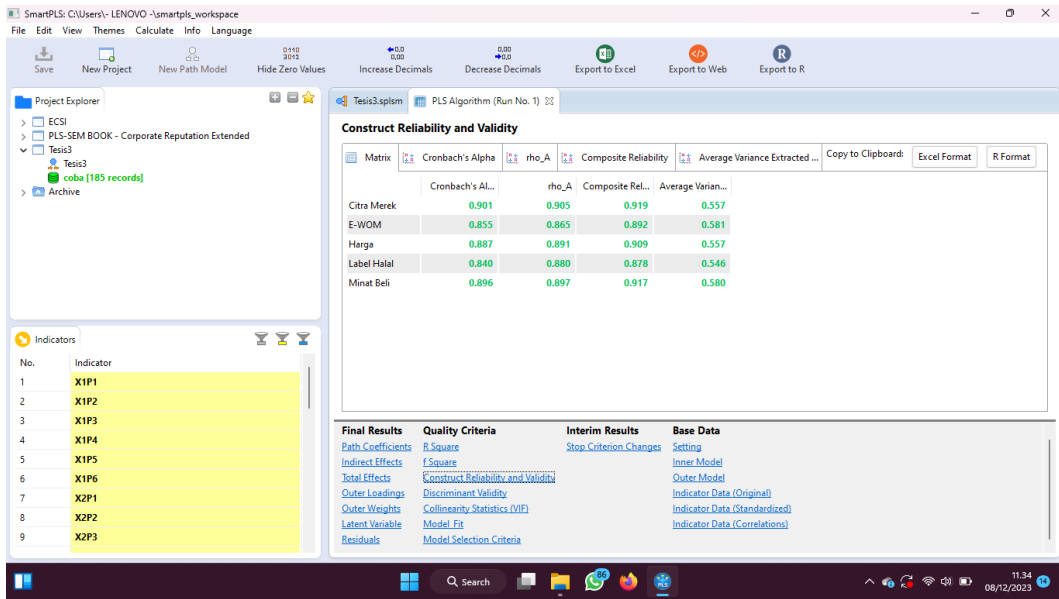 SmartPLS: C:\Users\- LENOVO -\smartpls_workspace
File Edit View Themes Calculate Info Language
Save New Project New Path Model Hide Zero Values Increase Decimals Decrease Decimals Export to Excel Export to Web Export to R
Project Explorer
ECSI
PLS-SEM BOOK - Corporate Reputation Extended
Tesis3
Tesis3
coba [185 records]
Archive
Indicators
No. Indicator
1 X1P1
2 X1P2
3 X1P3
4 X1P4
5 X1P5
6 X1P6
7 X2P1
8 X2P2
9 X2P3
Tesis3.splsm PLS Algorithm (Run No. 1)
Construct Reliability and Validity
Matrix Cronbach's Alpha rho_A Composite Reliability Average Variance Extracted ... Copy to Clipboard: Excel Format R Format
Cronbach's Al... rho_A Composite Rel... Average Varian...
Citra Merek 0.901 0.905 0.919 0.557
E-WOM 0.855 0.865 0.892 0.581
Harga 0.887 0.891 0.909 0.557
Label Halal 0.840 0.880 0.878 0.546
Minat Beli 0.896 0.897 0.917 0.580
Final Results Quality Criteria Interim Results Base Data
Path Coefficients R Square Stop Criterion Changes Setting
Indirect Effects f Square Inner Model
Total Effects Construct Reliability and Validity Outer Model
Outer Loadings Discriminant Validity Indicator Data (Original)
Outer Weights Collinearity Statistics (VIF) Indicator Data (Standardized)
Latent Variable Model_Fit Indicator Data (Correlations)
Residuals Model Selection Criteria
Search 86 PLS 11.34
08/12/2023 14